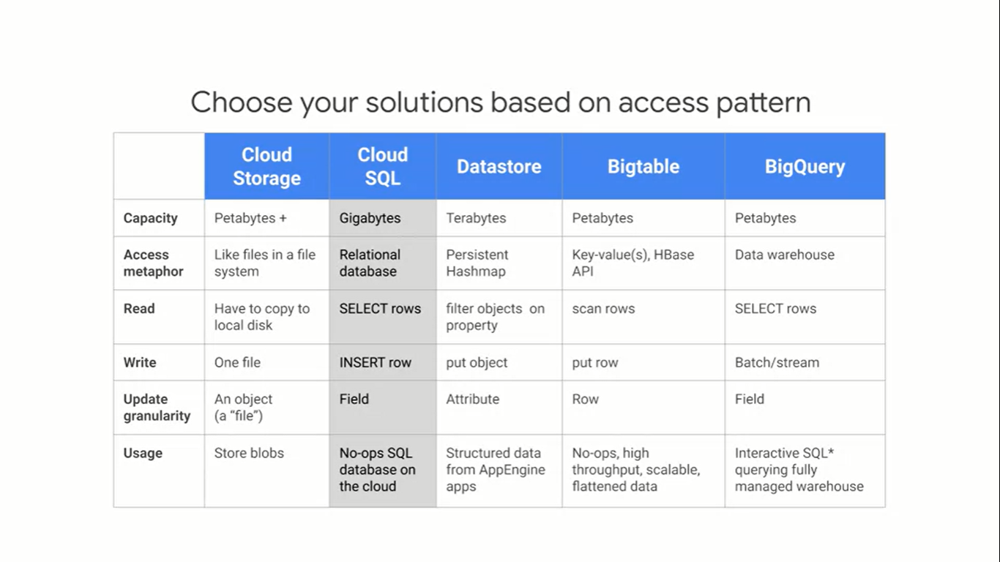 Choose your solutions based on access pattern
Cloud Storage Cloud SQL Datastore Bigtable BigQuery
Capacity Petabytes + Gigabytes Terabytes Petabytes Petabytes
Access metaphor Like files in a file system Relational database Persistent Hashmap Key-value(s), HBase API Data warehouse
Read Have to copy to local disk SELECT rows filter objects on property scan rows SELECT rows
Write One file INSERT row put object put row Batch/stream
Update granularity An object (a “file”) Field Attribute Row Field
Usage Store blobs No-ops SQL database on the cloud Structured data from AppEngine apps No-ops, high throughput, scalable, flattened data Interactive SQL* querying fully managed warehouse